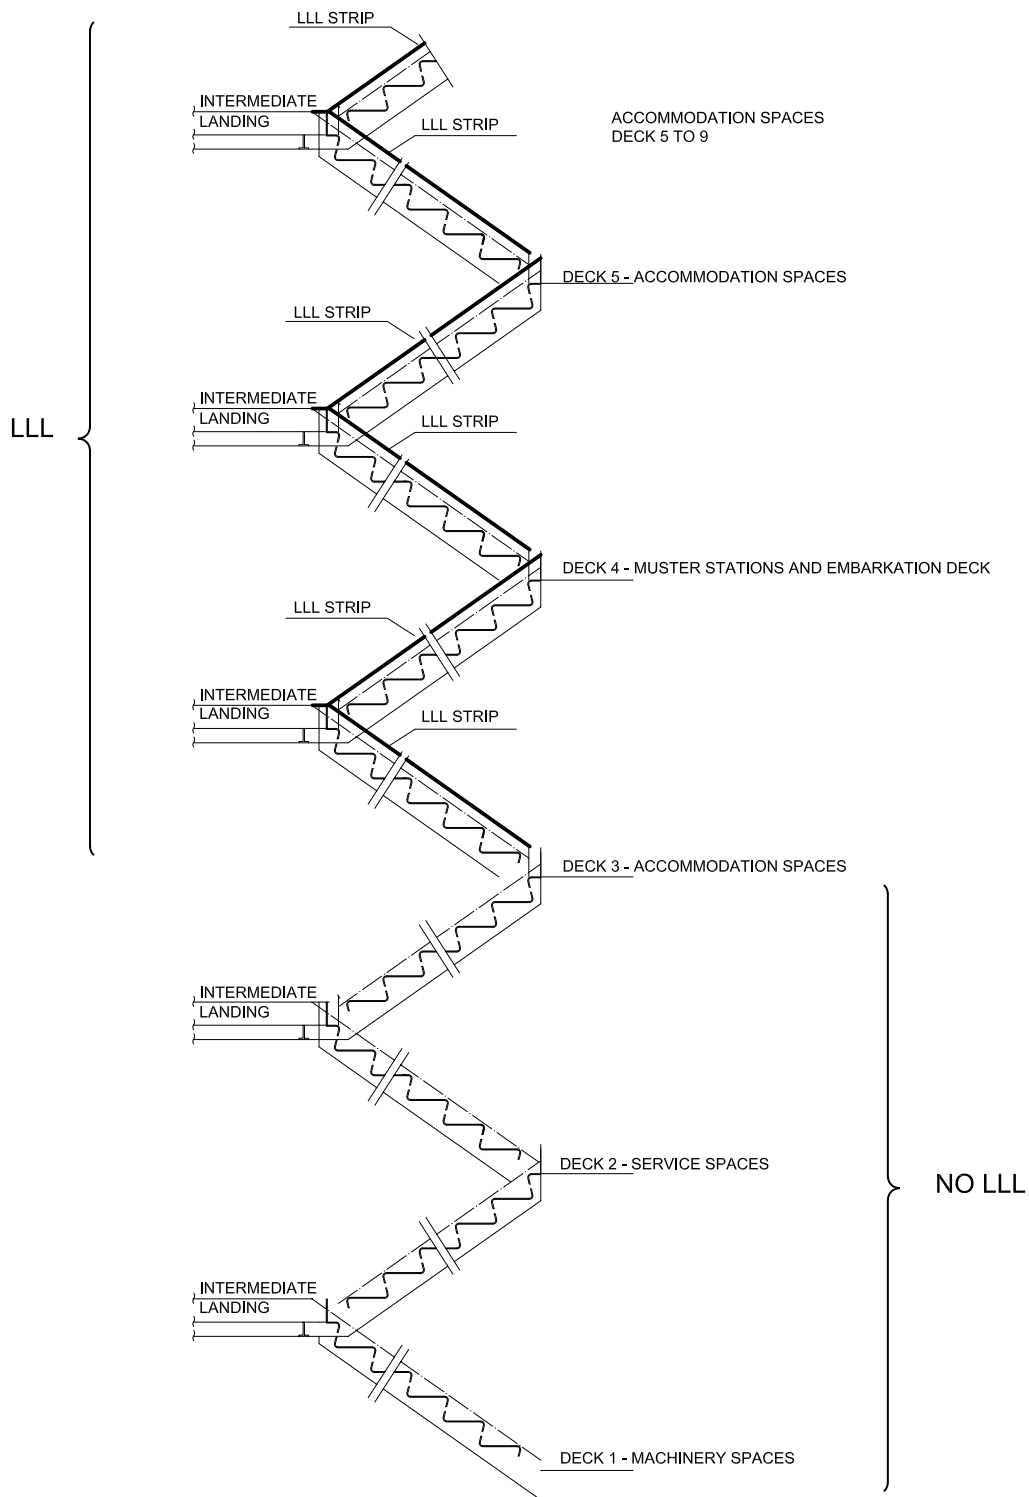 LLL STRIP
INTERMEDIATE
LANDING
ACCOMMODATION SPACES
DECK 5 TO 9
LLL STRIP
DECK 5 - ACCOMMODATION SPACES
LLL STRIP
INTERMEDIATE
LANDING
LLL STRIP
LLL
DECK 4 - MUSTER STATIONS AND EMBARKATION DECK
LLL STRIP
INTERMEDIATE
LANDING
LLL STRIP
DECK 3 - ACCOMMODATION SPACES
INTERMEDIATE
LANDING
DECK 2 - SERVICE SPACES
NO LLL
INTERMEDIATE
LANDING
DECK 1 - MACHINERY SPACES